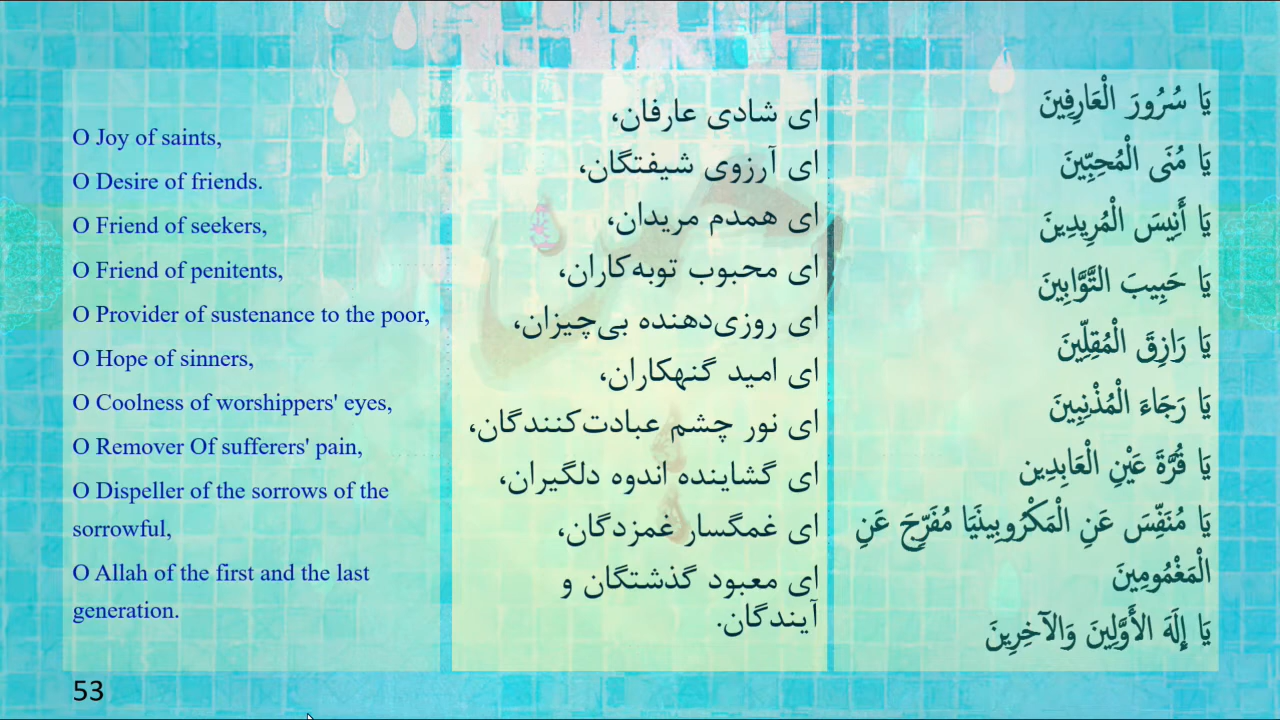 O Joy of saints,
O Desire of friends.
O Friend of seekers,
O Friend of penitents,
O Provider of sustenance to the poor,
O Hope of sinners,
O Coolness of worshippers' eyes,
O Remover Of sufferers' pain,
O Dispeller of the sorrows of the
sorrowful,
O Allah of the first and the last
generation.
ای شادی عارفان،
ای آرزوی شیفتگان،
ای همدم مریدان،
ای محبوب توبه‌کاران،
ای روزی‌دهنده بی‌چیزان،
ای امید گنهکاران،
ای نور چشم عبادت‌کنندگان،
ای گشاینده اندوه دلگیران،
ای غمگسار غمزدگان،
ای معبود گذشتگان و
آیندگان.
يَا سُرُورَ الْعَارِفِينَ
يَا مُنَى الْمُحِبِّينَ
يَا أَنِيسَ الْمُرِيدِينَ
يَا حَبِيبَ التَّوَّابِينَ
يَا رَازِقَ الْمُقِلِّينَ
يَا رَجَاءَ الْمُذْنِبِينَ
يَا قُرَّةَ عَيْنِ الْعَابِدِين
يَا مُنَفِّسَ عَنِ الْمَكْرُوبِينَيَا مُفَرِّجَ عَنِ
الْمَغْمُومِينَ
يَا إِلَهَ الأَوَّلِينَ وَالآخِرِينَ
53